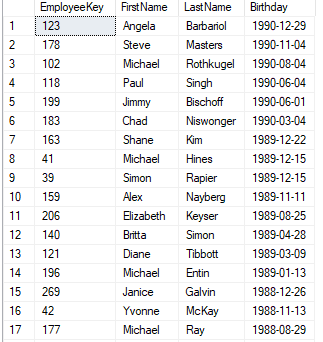 EmployeeKey FirstName LastName Birthday
1 123 Angela Barbariol 1990-12-29
2 178 Steve Masters 1990-11-04
3 102 Michael Rothkugel 1990-08-04
4 118 Paul Singh 1990-06-04
5 199 Jimmy Bischoff 1990-06-01
6 183 Chad Niswonger 1990-03-04
7 163 Shane Kim 1989-12-22
8 41 Michael Hines 1989-12-15
9 39 Simon Rapier 1989-12-15
10 159 Alex Nayberg 1989-11-11
11 206 Elizabeth Keyser 1989-08-25
12 140 Britta Simon 1989-04-28
13 121 Diane Tibbott 1989-03-09
14 196 Michael Entin 1989-01-13
15 269 Janice Galvin 1988-12-26
16 42 Yvonne McKay 1988-11-13
17 177 Michael Ray 1988-08-29